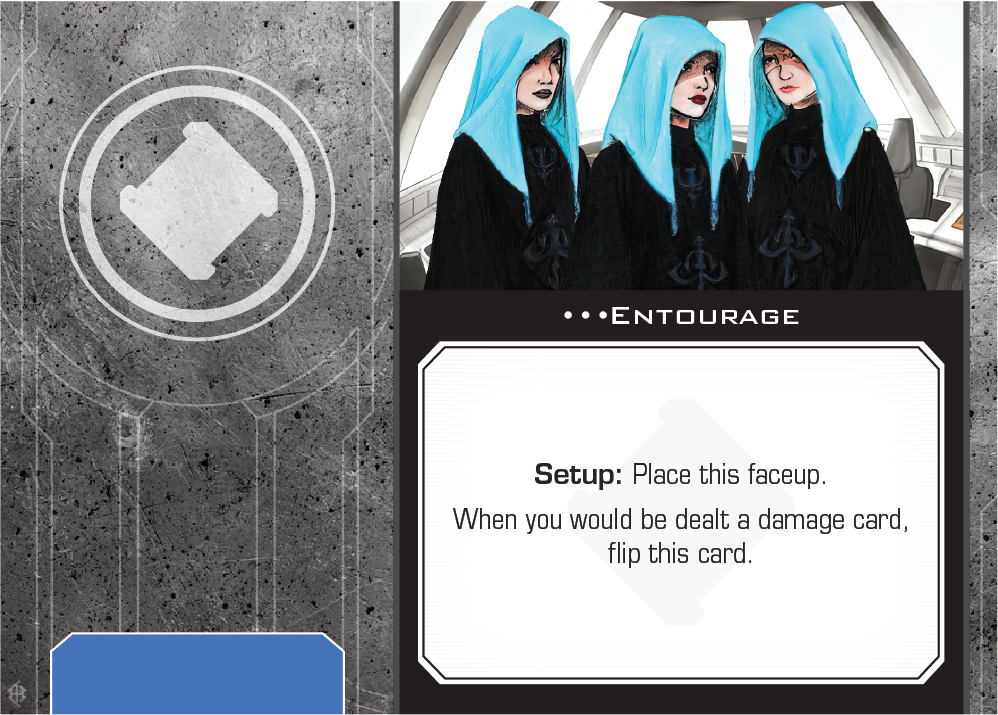 •••Entourage
Setup: Place this faceup.
When you would be dealt a damage card,
flip this card.